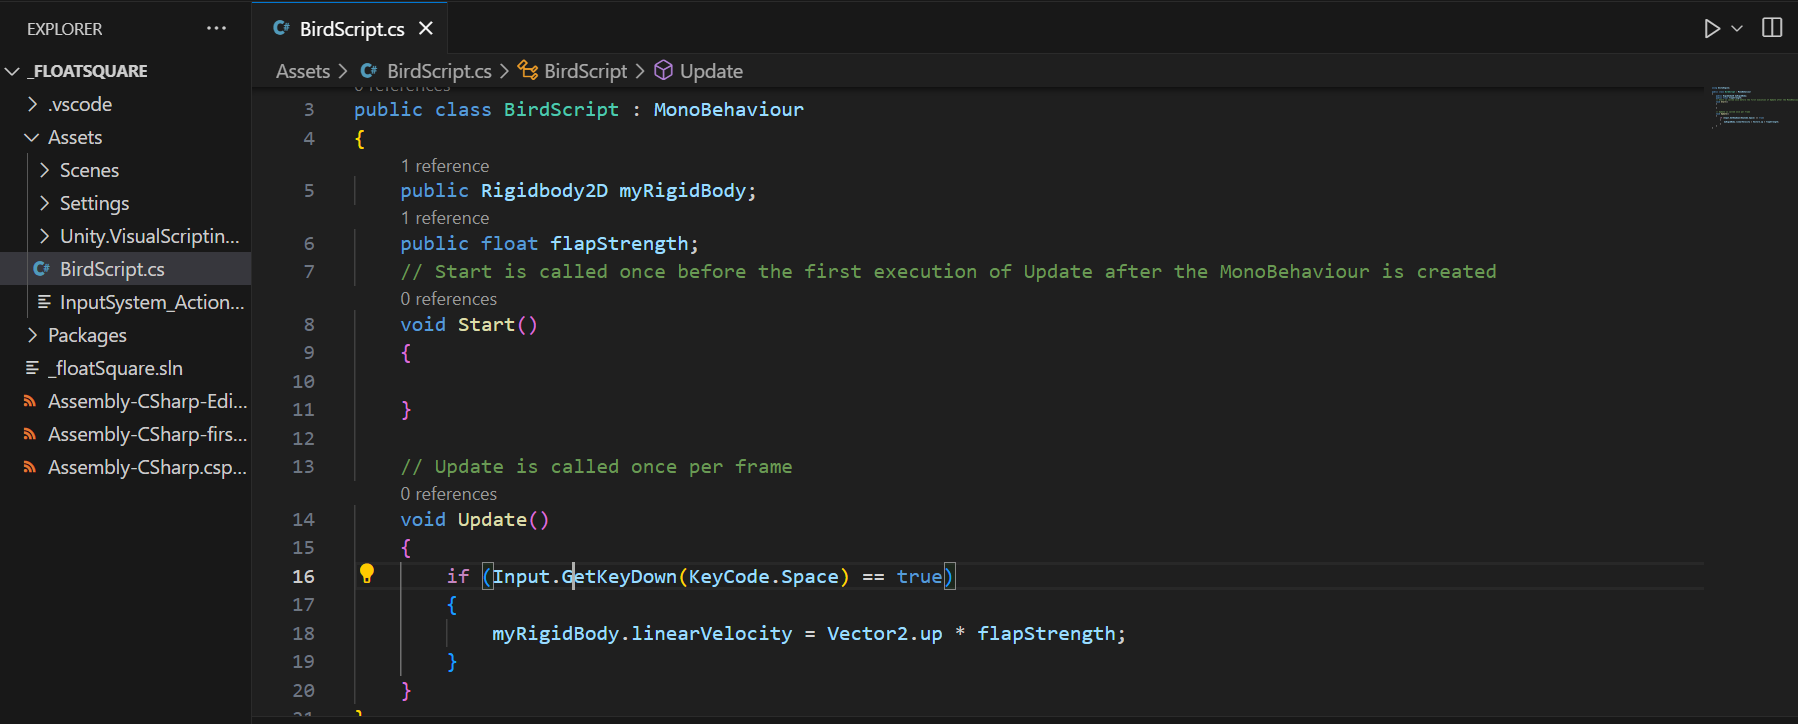 EXPLORER
_FLOATSQUARE
.vscode
Assets
Scenes
Settings
Unity.VisualScriptin...
BirdScript.cs
InputSystem_Action...
Packages
_floatSquare.sln
Assembly-CSharp-Edi...
Assembly-CSharp-firs...
Assembly-CSharp.csp...
BirdScript.cs
Assets > BirdScript.cs > BirdScript > Update
0 references
3 public class BirdScript : MonoBehaviour
4 {
1 reference
5 public Rigidbody2D myRigidBody;
1 reference
6 public float flapStrength;
7 // Start is called once before the first execution of Update after the MonoBehaviour is created
0 references
8 void Start()
9 {
10
11 }
12
13 // Update is called once per frame
0 references
14 void Update()
15 {
16 if (Input.GetKeyDown(KeyCode.Space) == true)
17 {
18 myRigidBody.linearVelocity = Vector2.up * flapStrength;
19 }
20 }
21 }